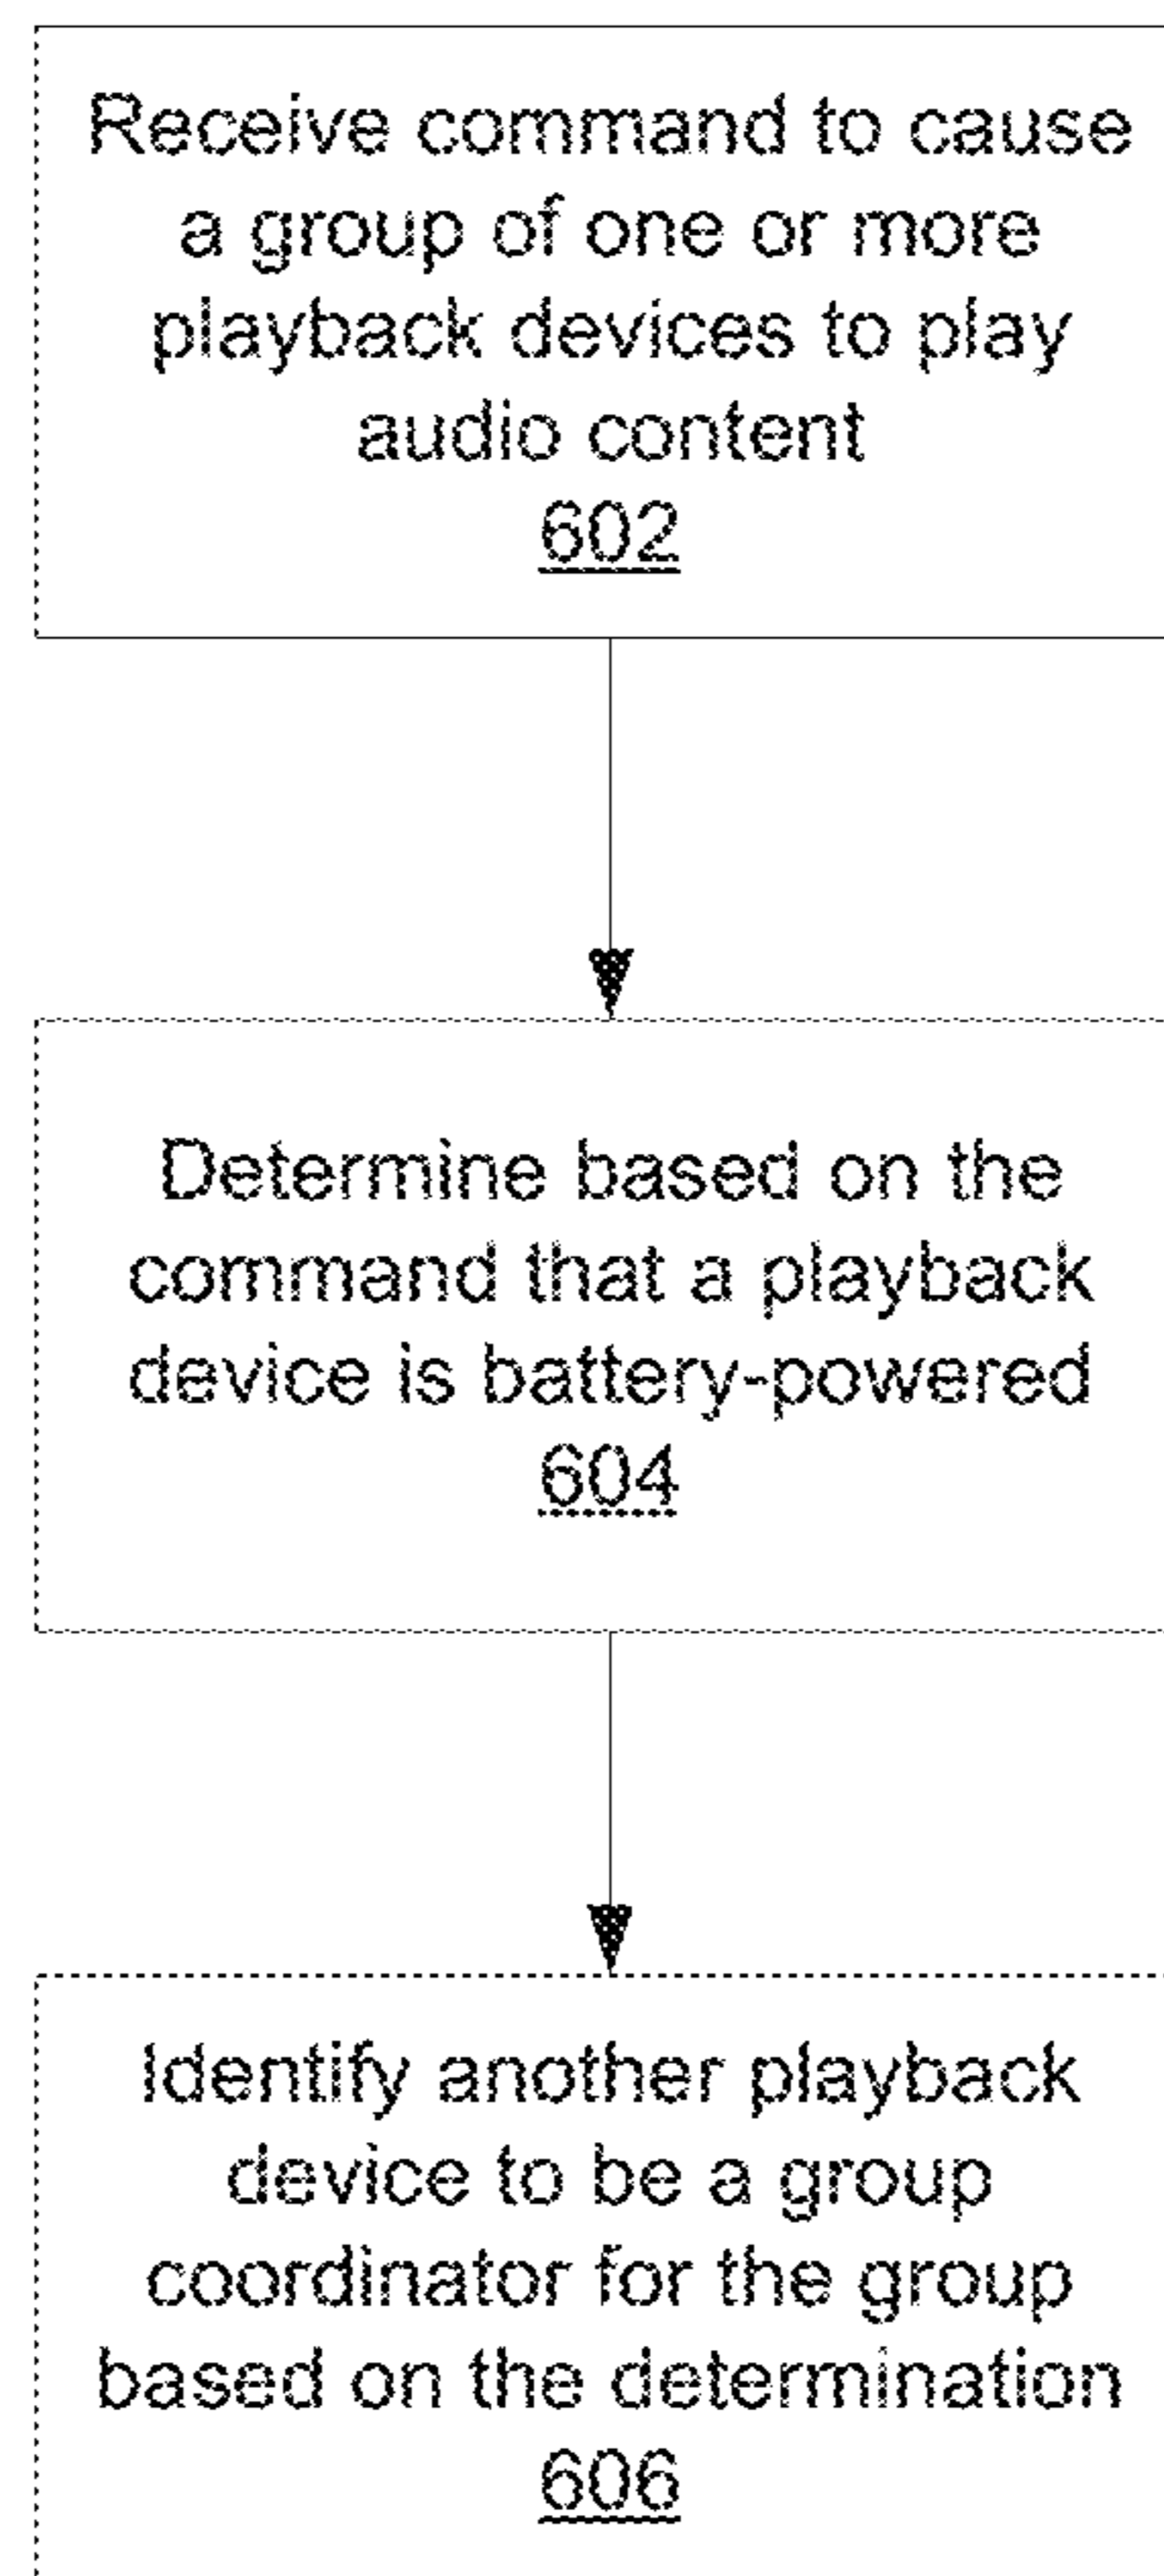 Receive command to cause
a group of one or more
playback devices to play
audio content
602
Determine based on the
command that a playback
device is battery-powered
604
Identify another playback
device to be a group
coordinator for the group
based on the determination
606